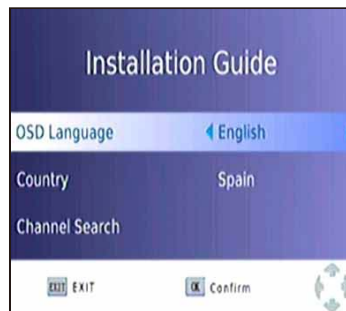 Installation Guide
OSD Language English
Country Spain
Channel Search
EXIT EXIT OK Confirm